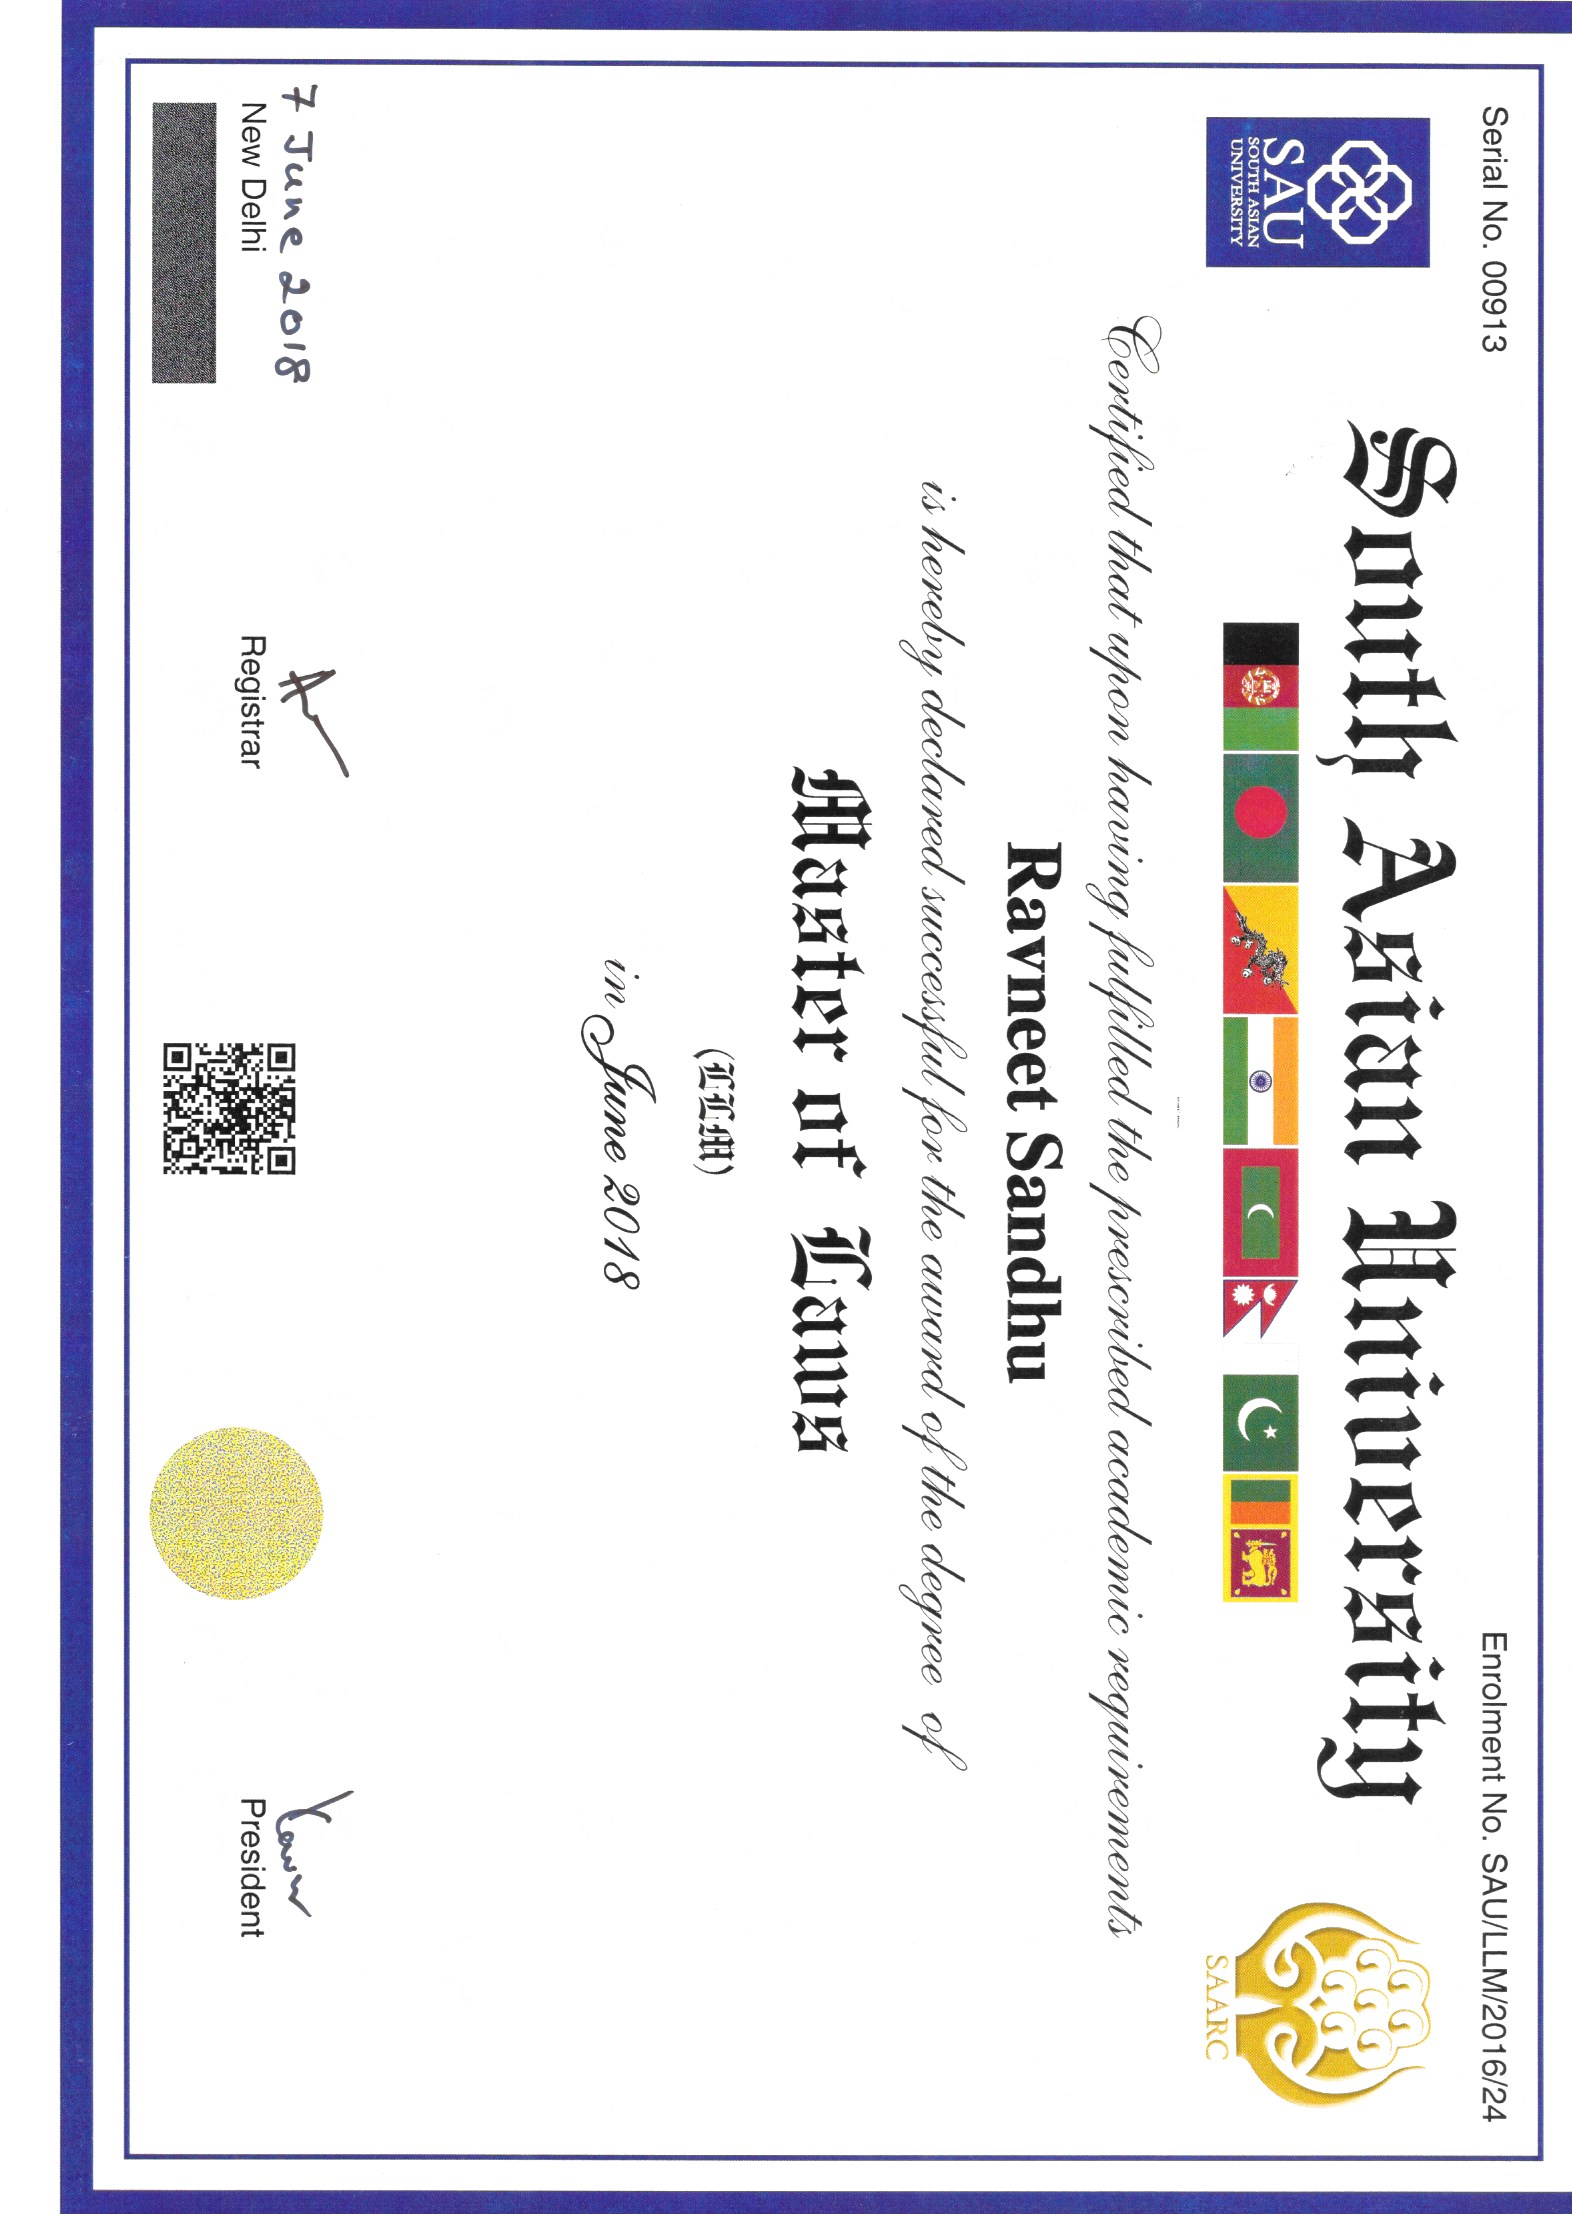 Serial No. 00913
Enrolment No. SAU/LLM/2016/24
SAU
SOUTH ASIAN
UNIVERSITY
South Asian University
SAARC
Certified that upon having fulfilled the prescribed academic requirements
Ravneet Sandhu
is hereby declared successful for the award of the degree of
Master of Laws
(LLM)
in June 2018
7 June 2018
New Delhi
Registrar
President